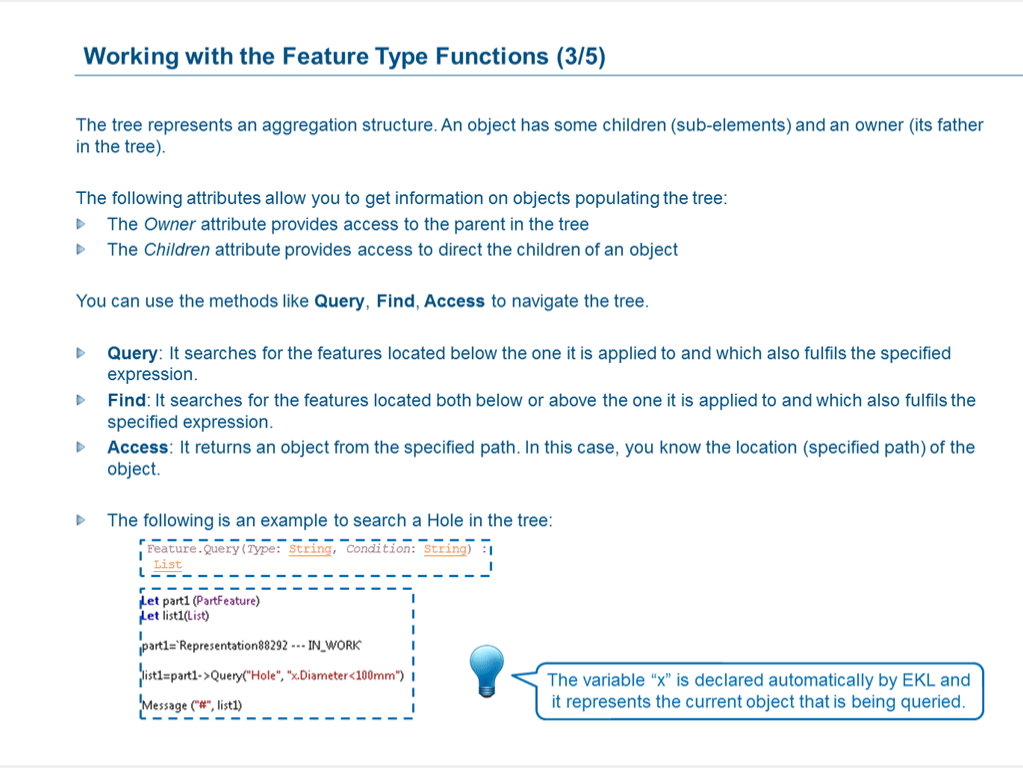 Working with the Feature Type Functions (3/5)
The tree represents an aggregation structure. An object has some children (sub-elements) and an owner (its father
in the tree).
The following attributes allow you to get information on objects populating the tree:
The Owner attribute provides access to the parent in the tree
The Children attribute provides access to direct the children of an object
You can use the methods like Query, Find, Access to navigate the tree.
Query: It searches for the features located below the one it is applied to and which also fulfils the specified
expression.
Find: It searches for the features located both below or above the one it is applied to and which also fulfils the
specified expression.
Access: It returns an object from the specified path. In this case, you know the location (specified path) of the
object.
The following is an example to search a Hole in the tree:
Feature.Query(Type: String, Condition: String) :
List
Let part1 (PartFeature)
Let list1(List)
part1=`Representation88292 --- IN_WORK`
list1=part1->Query("Hole", "x.Diameter<100mm")
Message ("#", list1)
The variable “x” is declared automatically by EKL and
it represents the current object that is being queried.